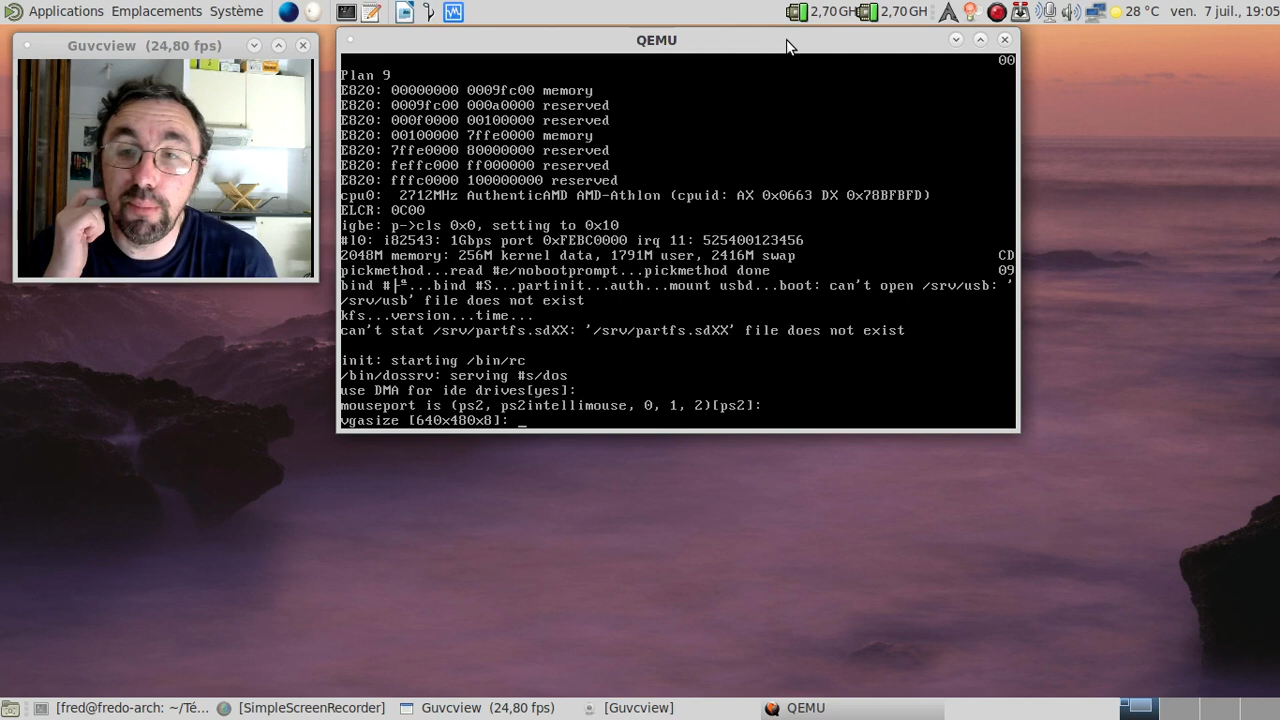 Applications Emplacements Système
2,70 GH 2,70 GH 28 °C ven. 7 juil., 19:05
Guvcview (24,80 fps)
QEMU
00
Plan 9
E820: 00000000 0009fc00 memory
E820: 0009fc00 000a0000 reserved
E820: 000f0000 00100000 reserved
E820: 00100000 7ffe0000 memory
E820: 7ffe0000 80000000 reserved
E820: feffc000 ff000000 reserved
E820: fffc0000 100000000 reserved
cpu0:  2712MHz AuthenticAMD AMD-Athlon (cpuid: AX 0x0663 DX 0x78BFBFD)
ELCR: 0C00
igbe: p->cls 0x0, setting to 0x10
#l0: i82543: 1Gbps port 0xFEBC0000 irq 11: 525400123456
2048M memory: 256M kernel data, 1791M user, 2416M swap CD
pickmethod...read #e/nobootprompt...pickmethod done 09
bind #├ª...bind #S...partinit...auth...mount usbd...boot: can't open /srv/usb: '
/srv/usb' file does not exist
kfs...version...time...
can't stat /srv/partfs.sdXX: '/srv/partfs.sdXX' file does not exist
init: starting /bin/rc
/bin/dossrv: serving #s/dos
use DMA for ide drives[yes]:
mouseport is (ps2, ps2intellimouse, 0, 1, 2)[ps2]:
vgasize [640x480x8]: _
[fred@fredo-arch: ~/Té... [SimpleScreenRecorder] Guvcview (24,80 fps) [Guvcview] QEMU